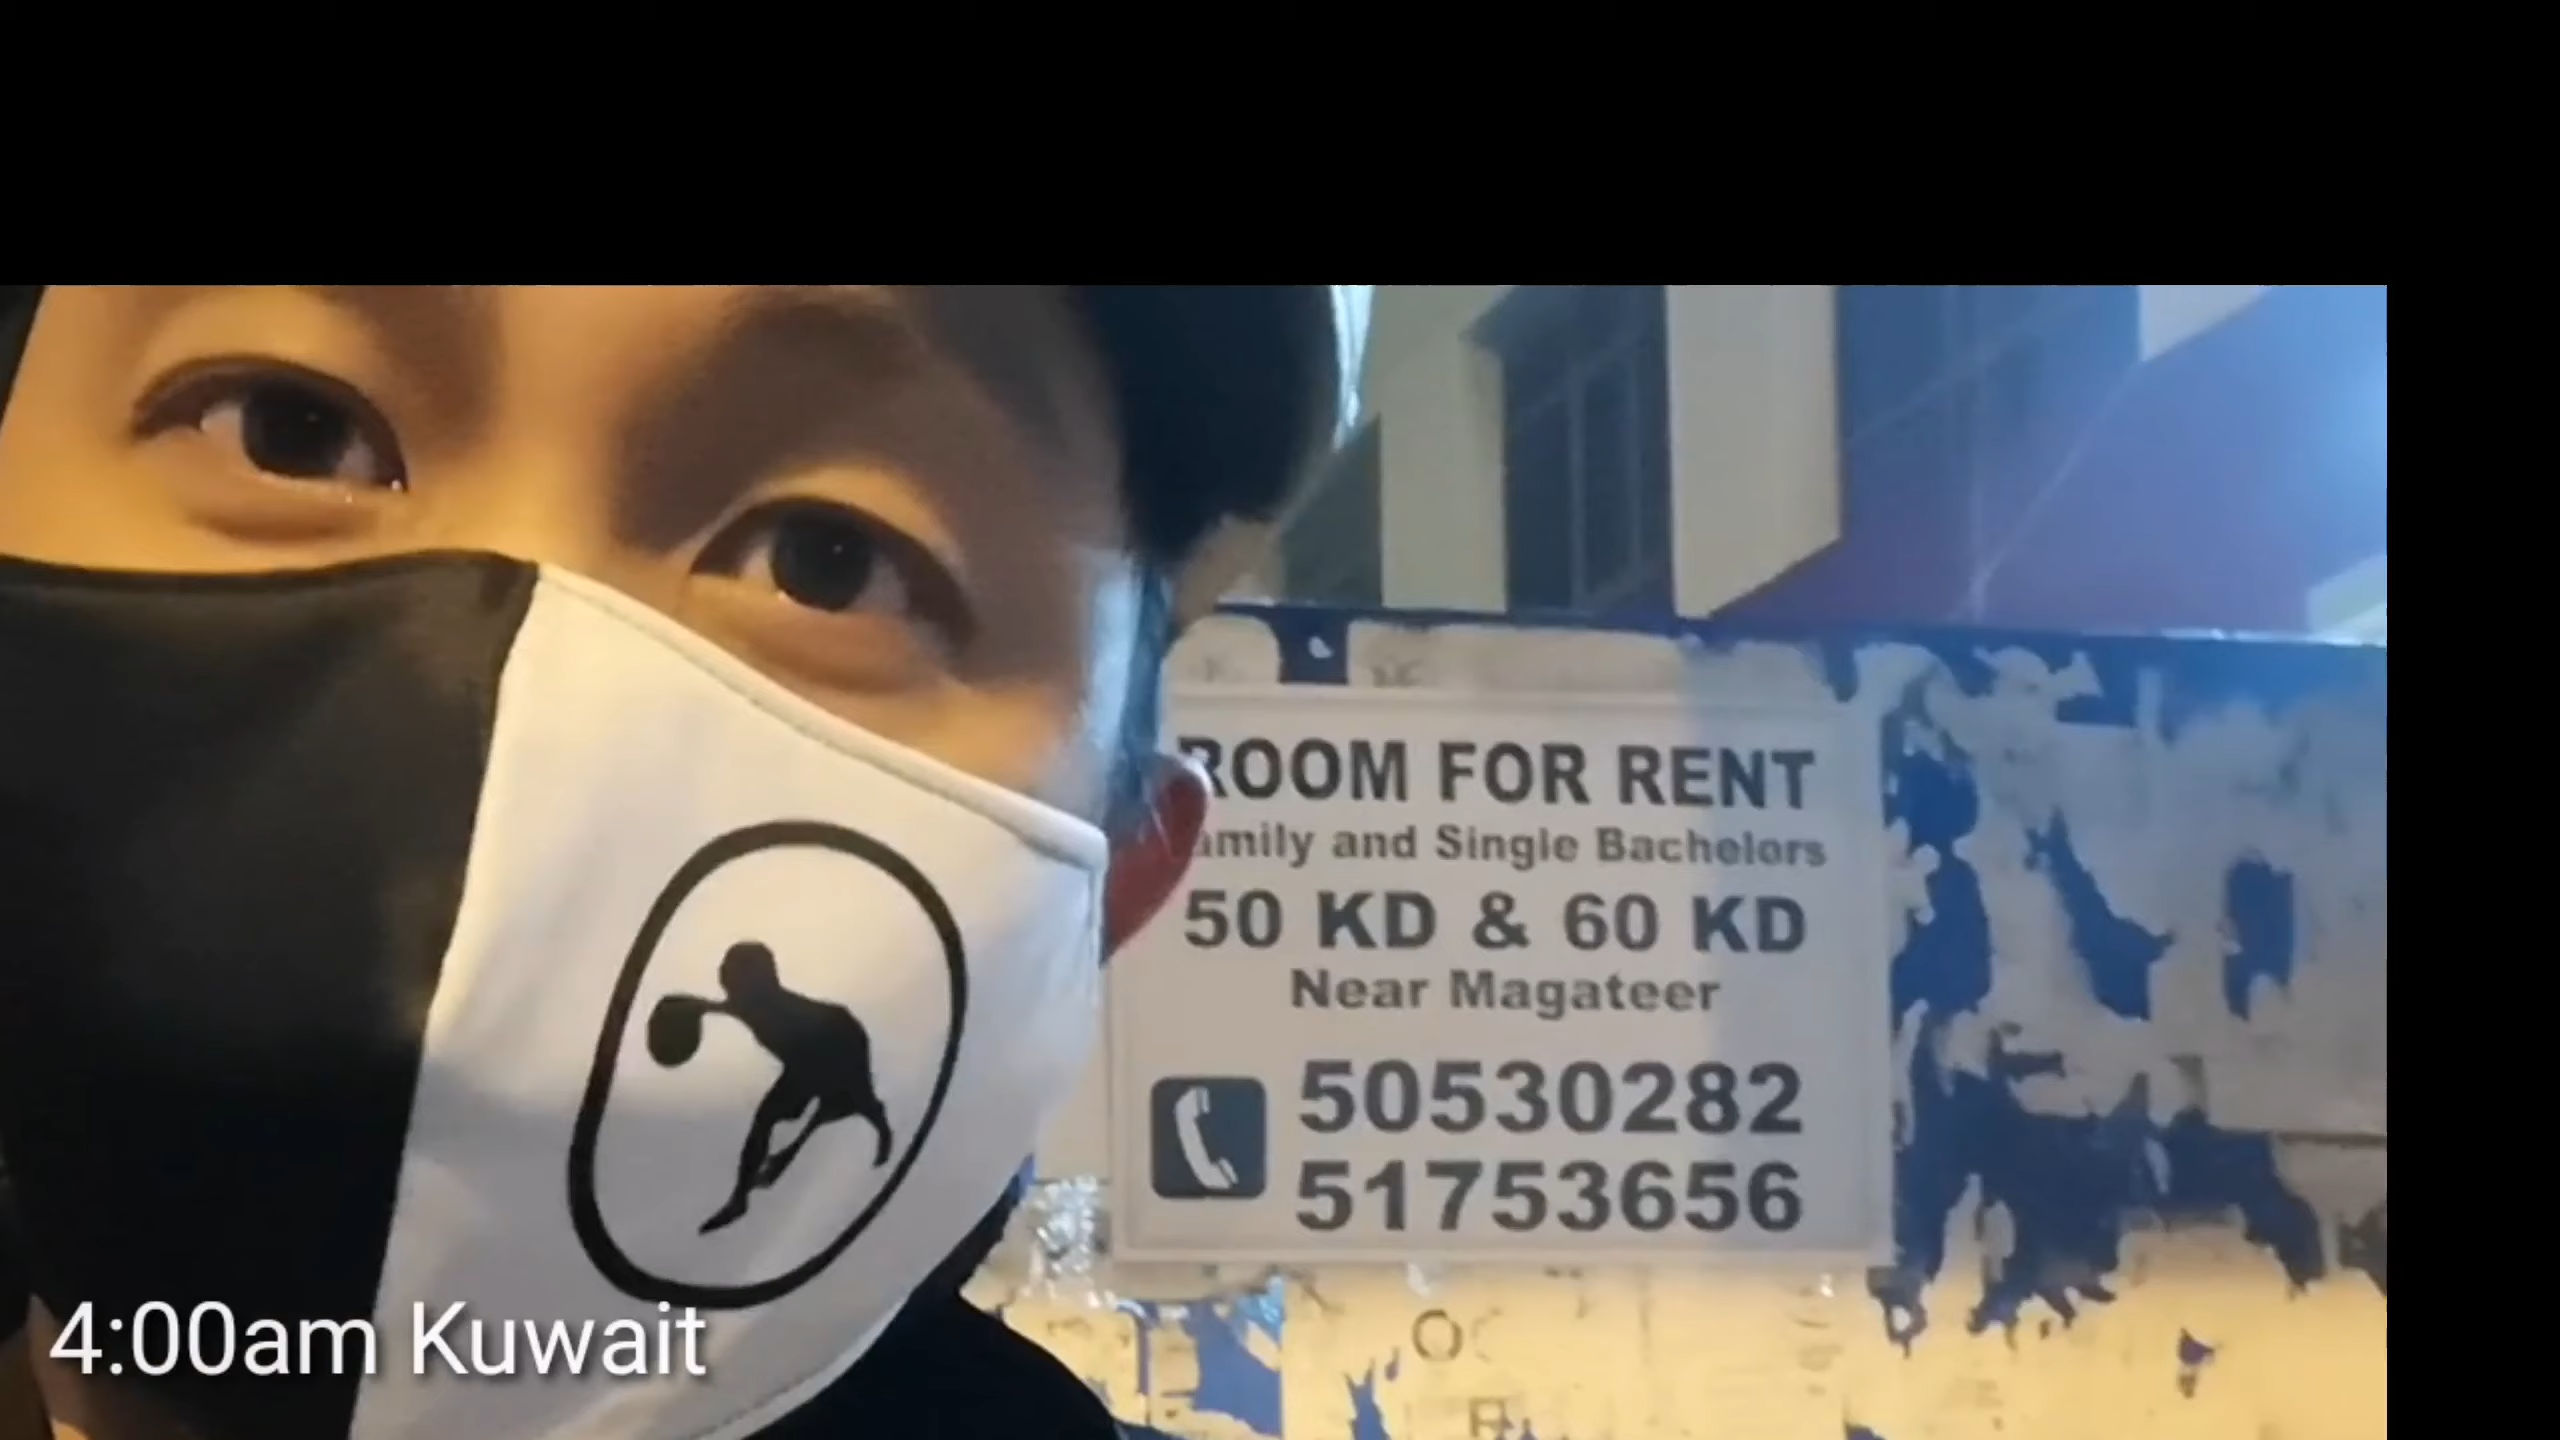 ROOM FOR RENT
amily and Single Bachelors
50 KD & 60 KD
Near Magateer
50530282
51753656
4:00am Kuwait